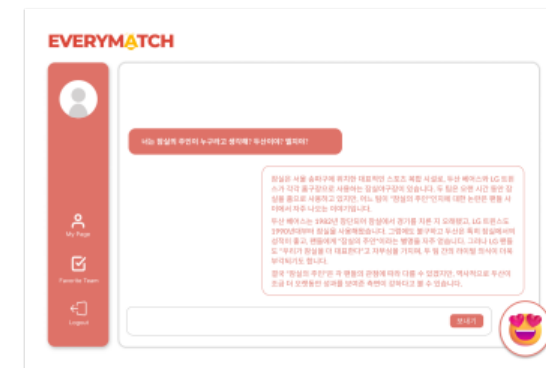 EVERYMATCH
너는 잠실의 주인이 누구라고 생각해? 두산이야? 엘지야?
잠실은 서울 송파구에 위치한 대표적인 스포츠 복합 시설로, 두산 베어스와 LG 트윈
스가 각각 홈구장으로 사용하는 잠실야구장이 있습니다. 두 팀은 오랜 시간 동안 잠
실을 홈으로 사용하고 있지만, 어느 팀이 "잠실의 주인"인지에 대한 논란은 팬들 사
이에서 자주 나오는 이야기입니다.
두산 베어스는 1982년 창단되어 잠실에서 경기를 치른 지 오래됐고, LG 트윈스도
1990년대부터 잠실을 사용해왔습니다. 그럼에도 불구하고 두산은 특히 잠실에서의
성적이 좋고, 팬들에게 "잠실의 주인"이라는 별명을 자주 얻습니다. 그러나 LG 팬들
도 "우리가 잠실을 더 대표한다"고 자부심을 가지며, 두 팀 간의 라이벌 의식이 더욱
부각되기도 합니다.
결국 "잠실의 주인"은 각 팬들의 관점에 따라 다를 수 있겠지만, 역사적으로 두산이
조금 더 오랫동안 성과를 보여준 측면이 강하다고 볼 수 있습니다.
My Page
Favorite Team
Logout
보내기